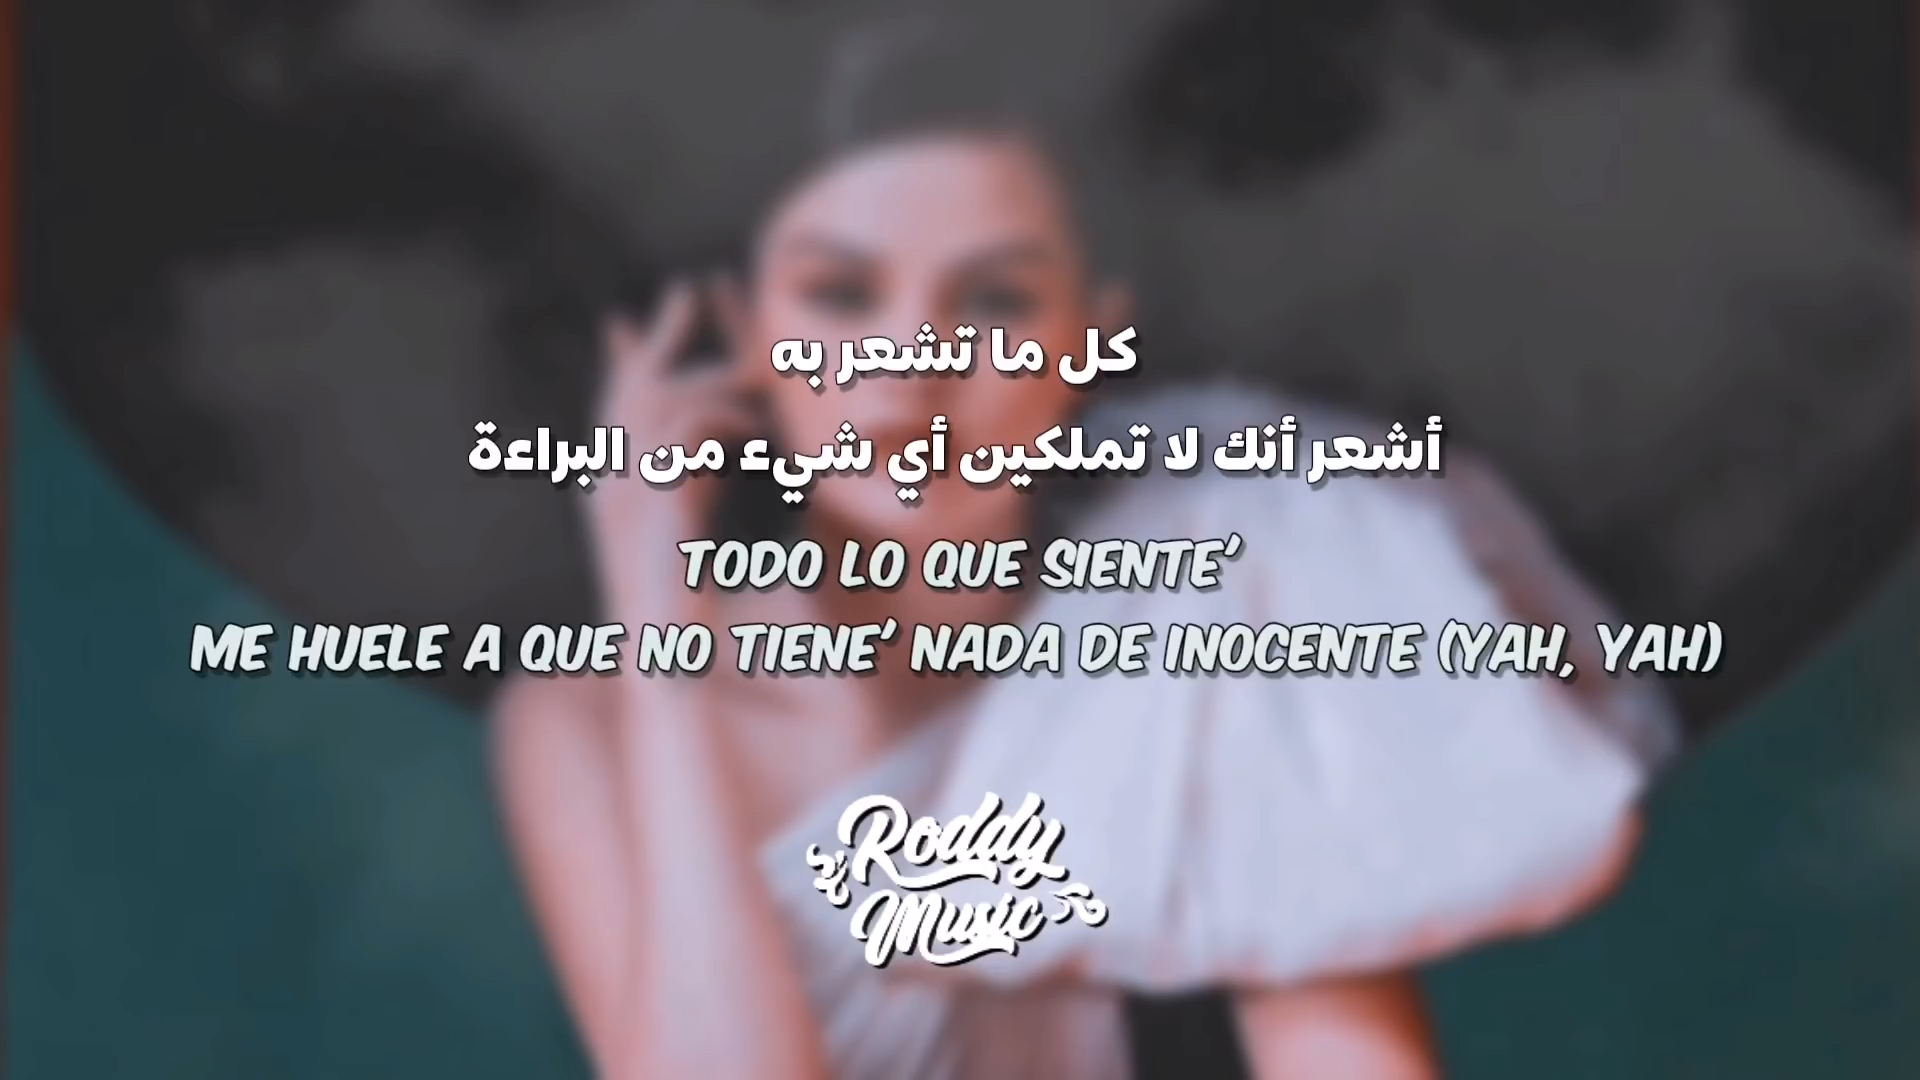 كل ما تشعر به
أشعر أنك لا تملكين أي شيء من البراءة
TODO LO QUE SIENTE'
ME HUELE A QUE NO TIENE' NADA DE INOCENTE (YAH, YAH)
Roddy
Music